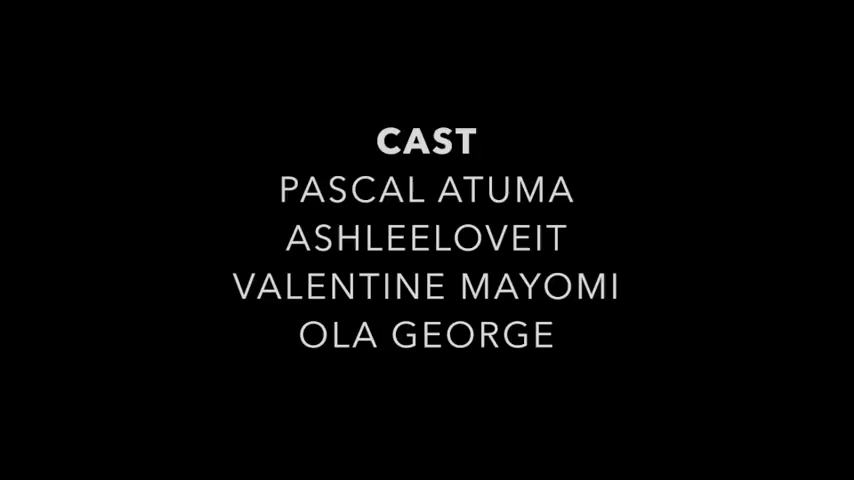 CAST
PASCAL ATUMA
ASHLEELOVEIT
VALENTINE MAYOMI
OLA GEORGE